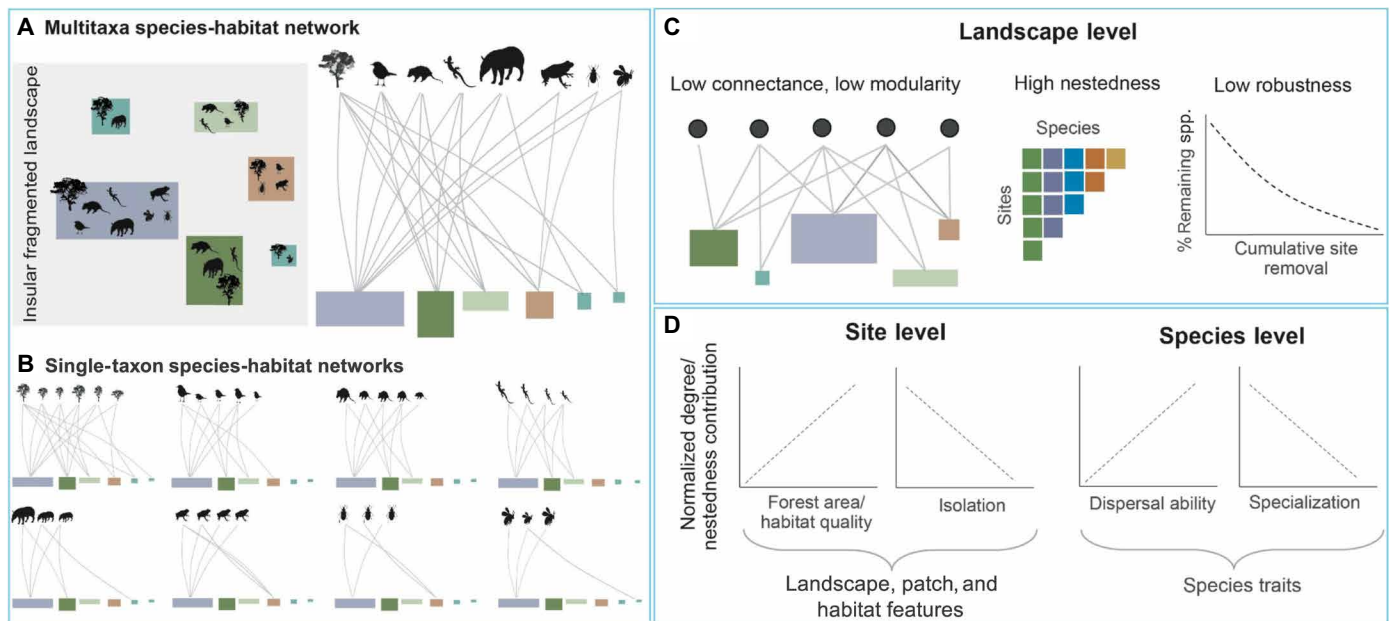 A Multitaxa species-habitat network
Insular fragmented landscape
B Single-taxon species-habitat networks
C
Landscape level
Low connectance, low modularity
High nestedness
Species
Sites
Low robustness
% Remaining spp.
Cumulative site
removal
D
Site level
Species level
Normalized degree/
nestedness contribution
Forest area/
habitat quality
Isolation
Dispersal ability
Specialization
Landscape, patch, and
habitat features
Species traits